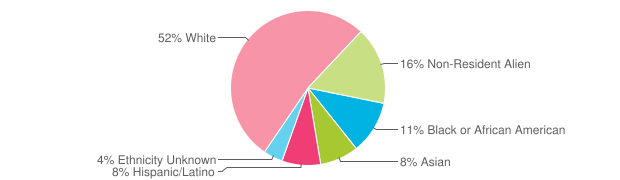 52% White
16% Non-Resident Alien
11% Black or African American
8% Asian
4% Ethnicity Unknown
8% Hispanic/Latino